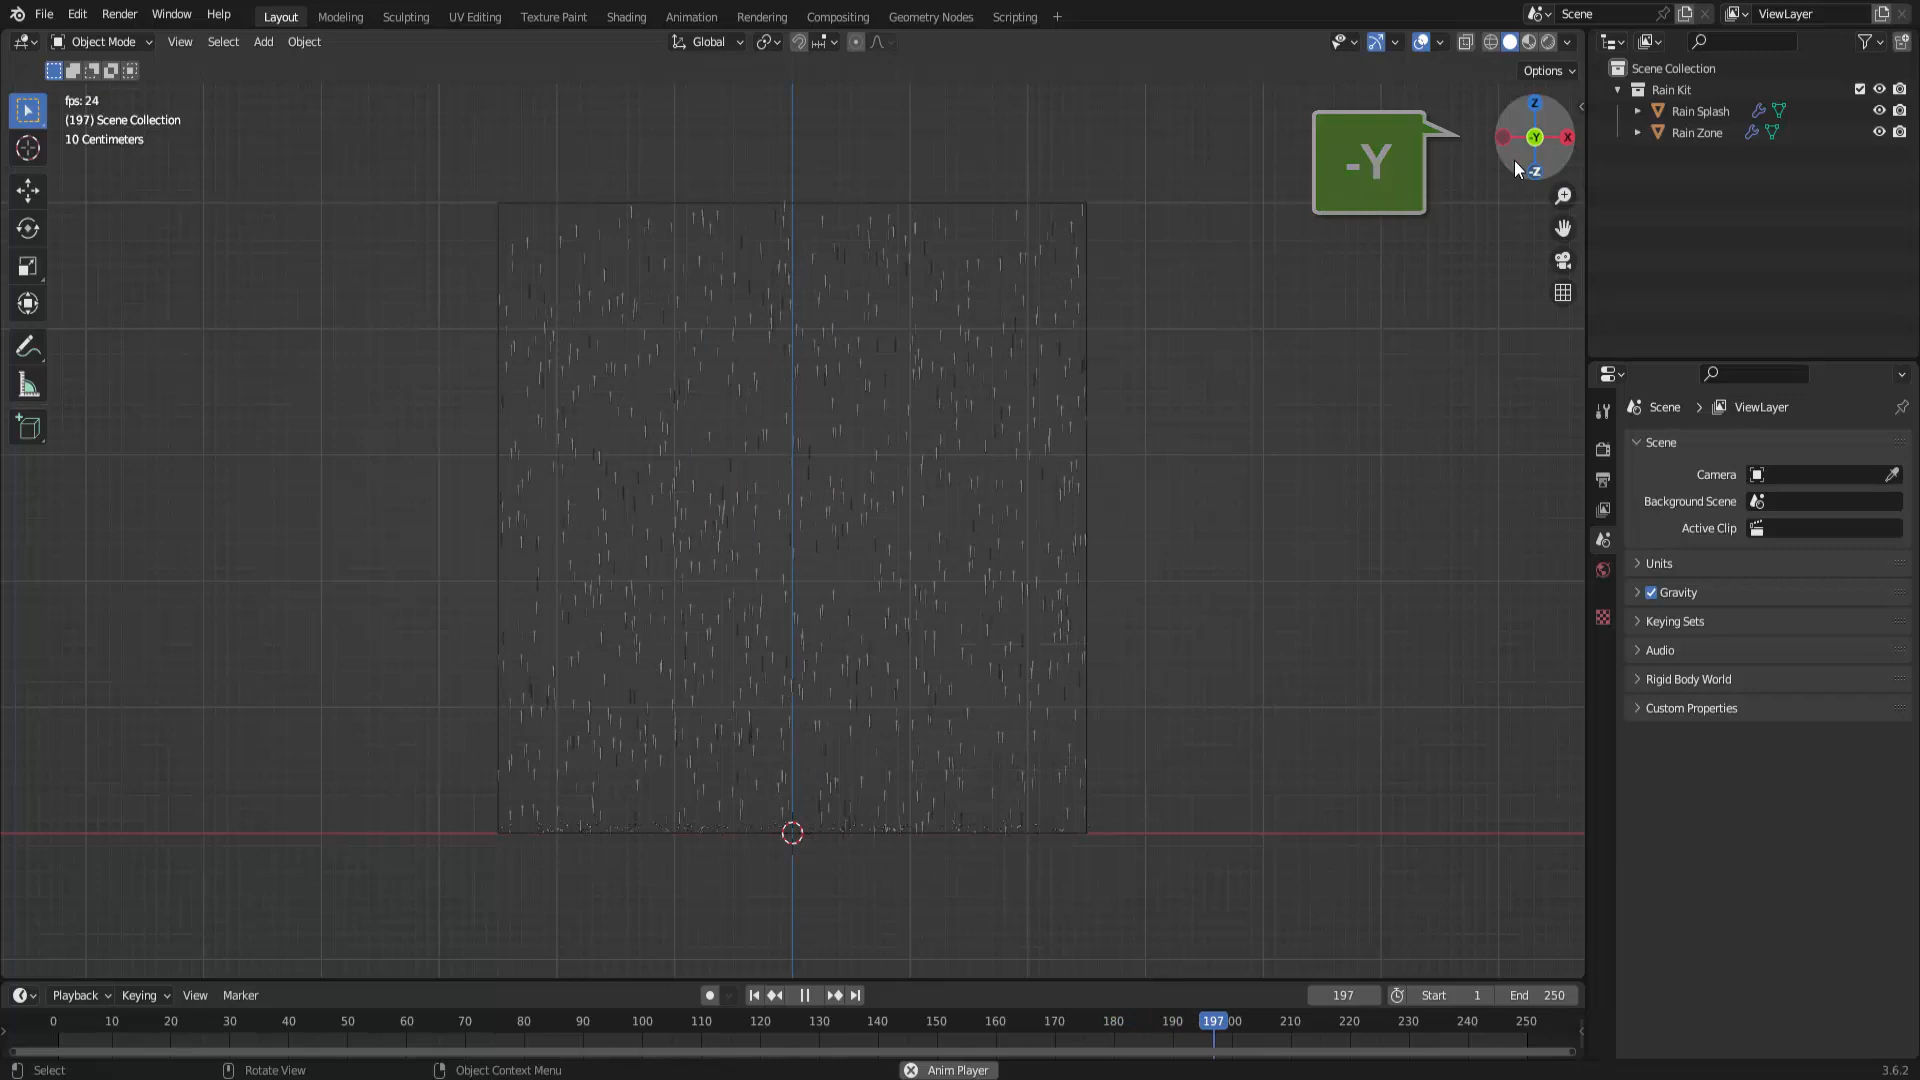 File Edit Render Window Help Layout Modeling Sculpting UV Editing Texture Paint Shading Animation Rendering Compositing Geometry Nodes Scripting + Scene ViewLayer
Object Mode View Select Add Object Global
Options
fps: 24
(197) Scene Collection
10 Centimeters
-Y
Z
-Y
X
-Z
Scene Collection
Rain Kit
Rain Splash
Rain Zone
Scene > ViewLayer
Scene
Camera
Background Scene
Active Clip
Units
Gravity
Keying Sets
Audio
Rigid Body World
Custom Properties
Playback Keying View Marker 197 Start 1 End 250
0 10 20 30 40 50 60 70 80 90 100 110 120 130 140 150 160 170 180 190 197 00 210 220 230 240 250
Select Rotate View Object Context Menu Anim Player 3.6.2